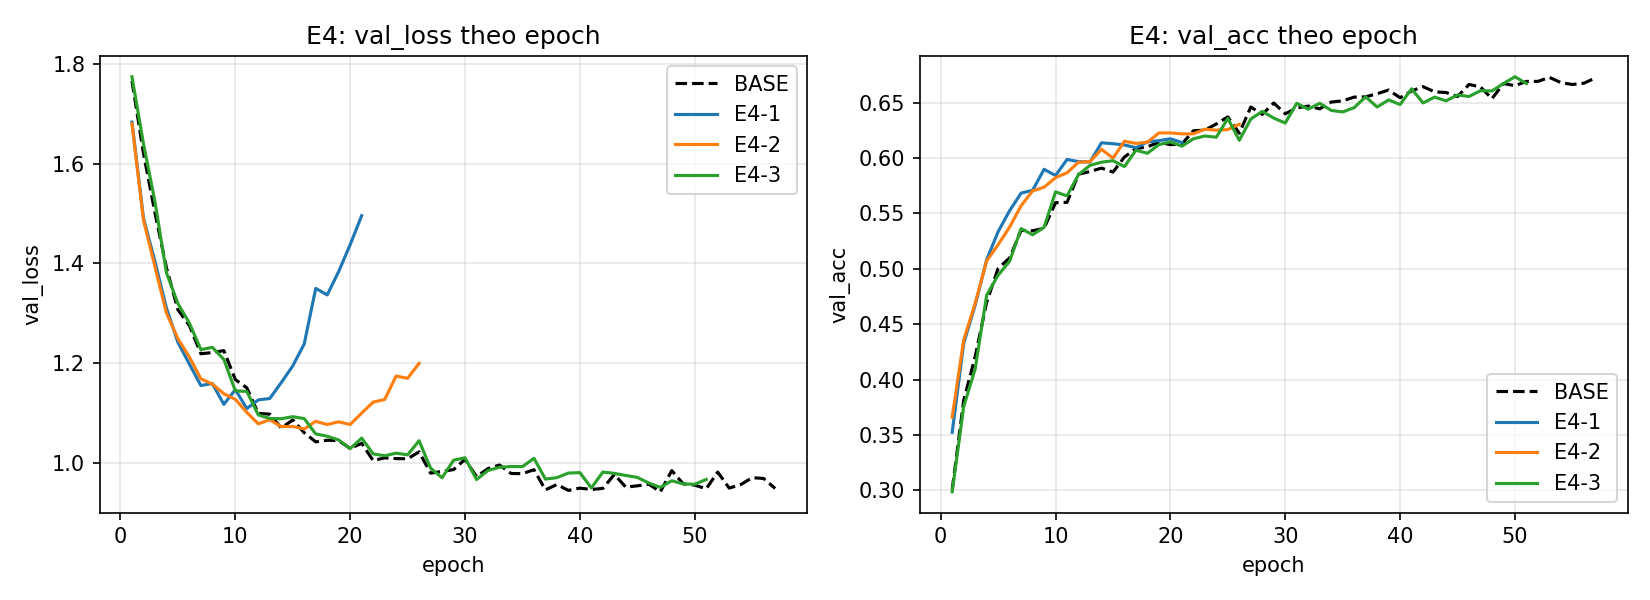 E4: val_loss theo epoch
1.8
1.6
1.4
1.2
1.0
val_loss
0
10
20
30
40
50
epoch
BASE
E4-1
E4-2
E4-3
E4: val_acc theo epoch
0.65
0.60
0.55
0.50
0.45
0.40
0.35
0.30
val_acc
0
10
20
30
40
50
epoch
BASE
E4-1
E4-2
E4-3